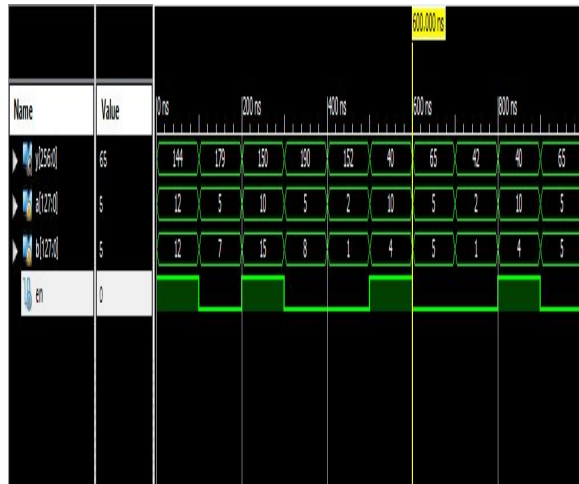 600.000 ns
Name Value 0 ns 200 ns 400 ns 600 ns 800 ns
y[256:0] 65 144 179 150 190 152 40 65 42 40 65
a[127:0] 5 12 5 10 5 2 10 5 2 10 5
b[127:0] 5 12 7 15 8 1 4 5 1 4 5
en 0